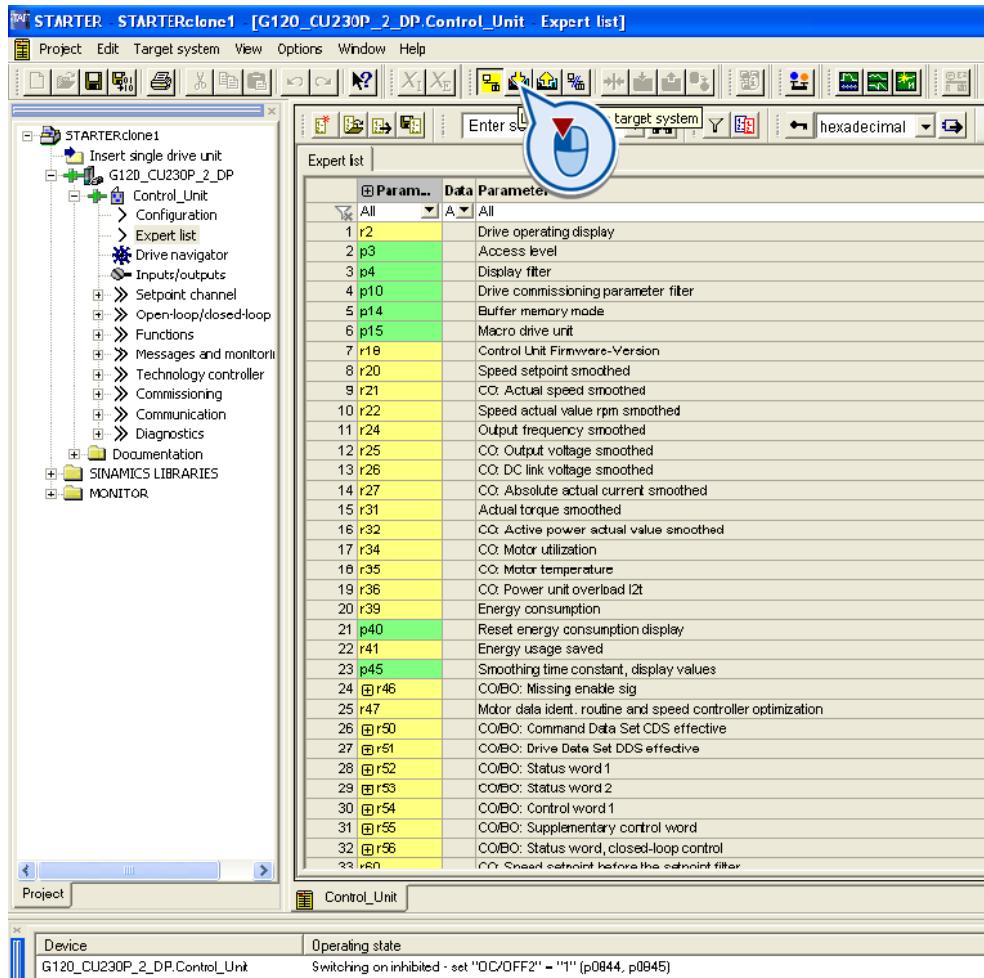 STARTER - STARTERclone1 - [G120_CU230P_2_DP.Control_Unit - Expert list]
Project Edit Target system View Options Window Help
target system
hexadecimal
STARTERclone1
Insert single drive unit
G120_CU230P_2_DP
Control_Unit
Configuration
Expert list
Drive navigator
Inputs/outputs
Setpoint channel
Open-loop/closed-loop
Functions
Messages and monitorin
Technology controller
Commissioning
Communication
Diagnostics
Documentation
SINAMICS LIBRARIES
MONITOR
Project
Expert list
Param... Data Parameter
All A All
1 r2 Drive operating display
2 p3 Access level
3 p4 Display filter
4 p10 Drive commissioning parameter filter
5 p14 Buffer memory mode
6 p15 Macro drive unit
7 r18 Control Unit Firmware-Version
8 r20 Speed setpoint smoothed
9 r21 CO: Actual speed smoothed
10 r22 Speed actual value rpm smoothed
11 r24 Output frequency smoothed
12 r25 CO: Output voltage smoothed
13 r26 CO: DC link voltage smoothed
14 r27 CO: Absolute actual current smoothed
15 r31 Actual torque smoothed
16 r32 CO: Active power actual value smoothed
17 r34 CO: Motor utilization
18 r35 CO: Motor temperature
19 r36 CO: Power unit overload I2t
20 r39 Energy consumption
21 p40 Reset energy consumption display
22 r41 Energy usage saved
23 p45 Smoothing time constant, display values
24 r46 CO/BO: Missing enable sig
25 r47 Motor data ident. routine and speed controller optimization
26 r50 CO/BO: Command Data Set CDS effective
27 r51 CO/BO: Drive Data Set DDS effective
28 r52 CO/BO: Status word 1
29 r53 CO/BO: Status word 2
30 r54 CO/BO: Control word 1
31 r55 CO/BO: Supplementary control word
32 r56 CO/BO: Status word, closed-loop control
33 r60 CO: Speed setpoint before the setpoint filter
Control_Unit
Device Operating state
G120_CU230P_2_DP.Control_Unit Switching on inhibited - set "OC/OFF2" = "1" (p0844, p0845)